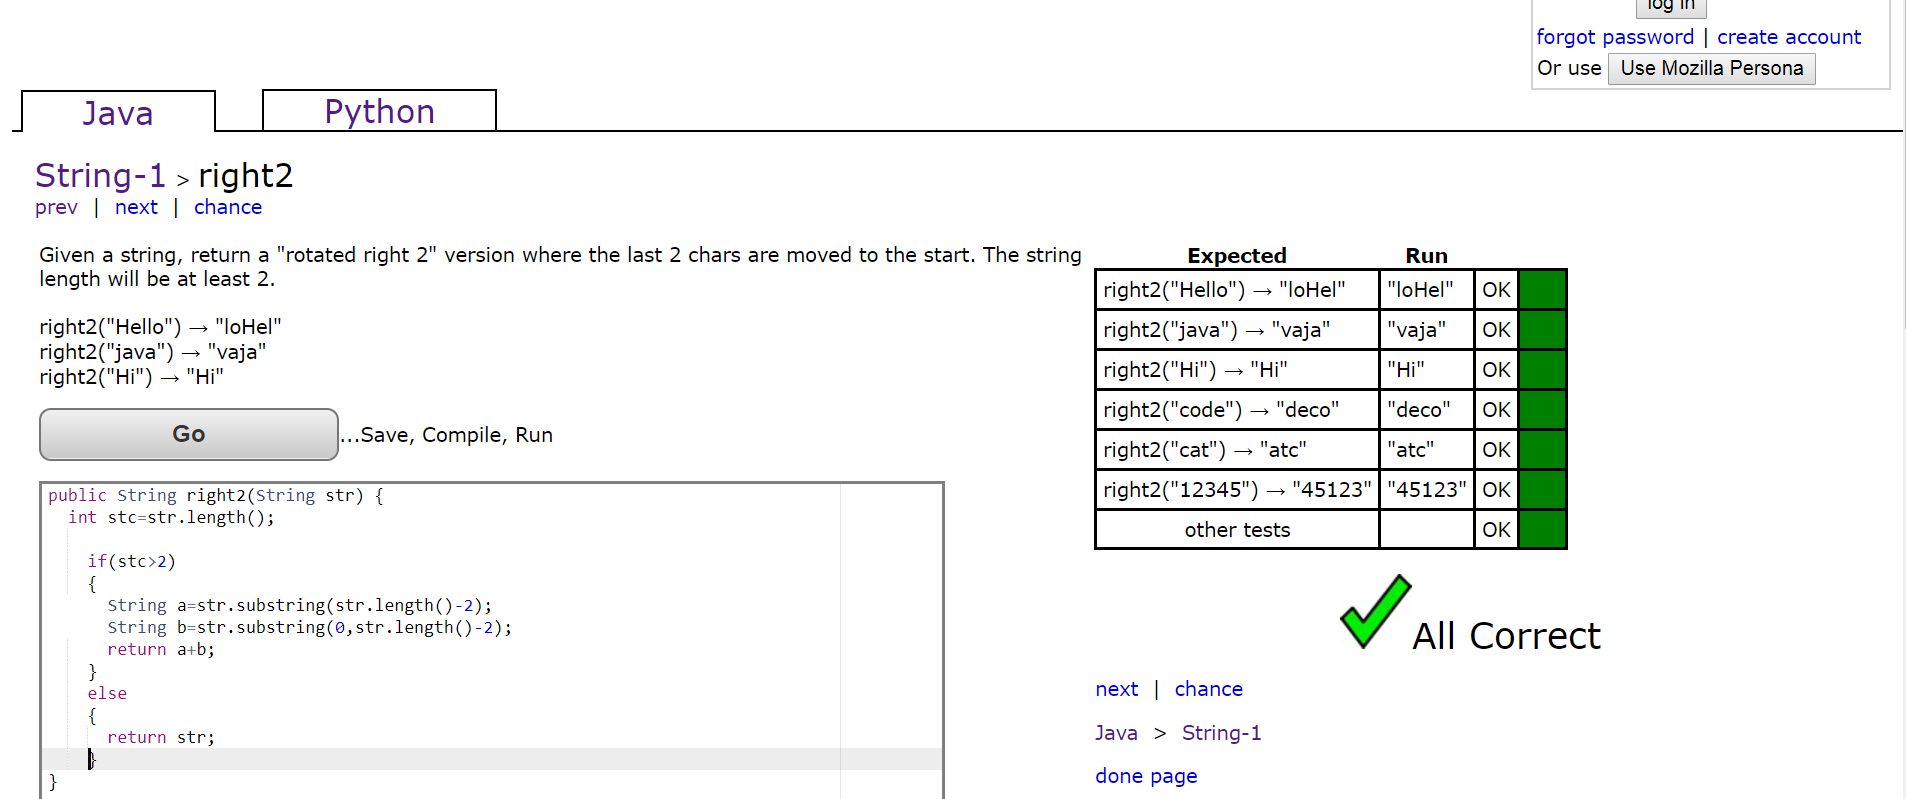 log in
forgot password | create account
Or use Use Mozilla Persona
Java Python
String-1 > right2
prev | next | chance
Given a string, return a "rotated right 2" version where the last 2 chars are moved to the start. The string
length will be at least 2.
right2("Hello") → "loHel"
right2("java") → "vaja"
right2("Hi") → "Hi"
Go ...Save, Compile, Run
public String right2(String str) {
int stc=str.length();
if(stc>2)
{
String a=str.substring(str.length()-2);
String b=str.substring(0,str.length()-2);
return a+b;
}
else
{
return str;
}
}
Expected Run
right2("Hello") → "loHel" "loHel" OK
right2("java") → "vaja" "vaja" OK
right2("Hi") → "Hi" "Hi" OK
right2("code") → "deco" "deco" OK
right2("cat") → "atc" "atc" OK
right2("12345") → "45123" "45123" OK
other tests OK
All Correct
next | chance
Java > String-1
done page